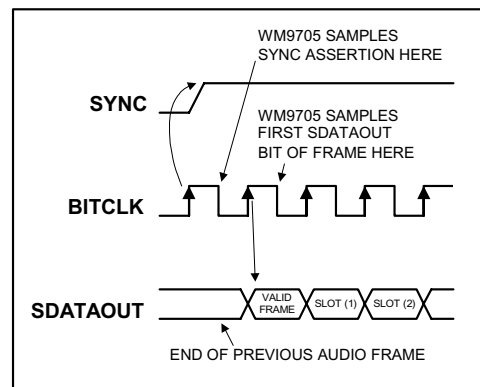 WM9705 SAMPLES
SYNC ASSERTION HERE
SYNC
WM9705 SAMPLES
FIRST SDATAOUT
BIT OF FRAME HERE
BITCLK
SDATAOUT
VALID
FRAME
SLOT (1)
SLOT (2)
END OF PREVIOUS AUDIO FRAME